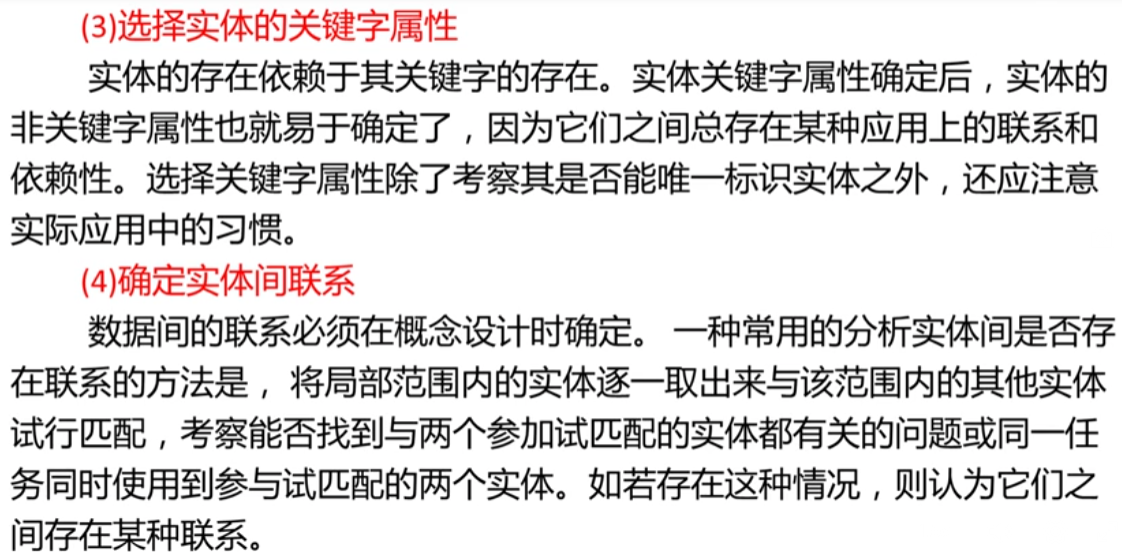 (3)选择实体的关键字属性
实体的存在依赖于其关键字的存在。实体关键字属性确定后，实体的
非关键字属性也就易于确定了，因为它们之间总存在某种应用上的联系和
依赖性。选择关键字属性除了考察其是否能唯一标识实体之外，还应注意
实际应用中的习惯。
(4)确定实体间联系
数据间的联系必须在概念设计时确定。 一种常用的分析实体间是否存
在联系的方法是， 将局部范围内的实体逐一取出来与该范围内的其他实体
试行匹配，考察能否找到与两个参加试匹配的实体都有关的问题或同一任
务同时使用到参与试匹配的两个实体。如若存在这种情况，则认为它们之
间存在某种联系。